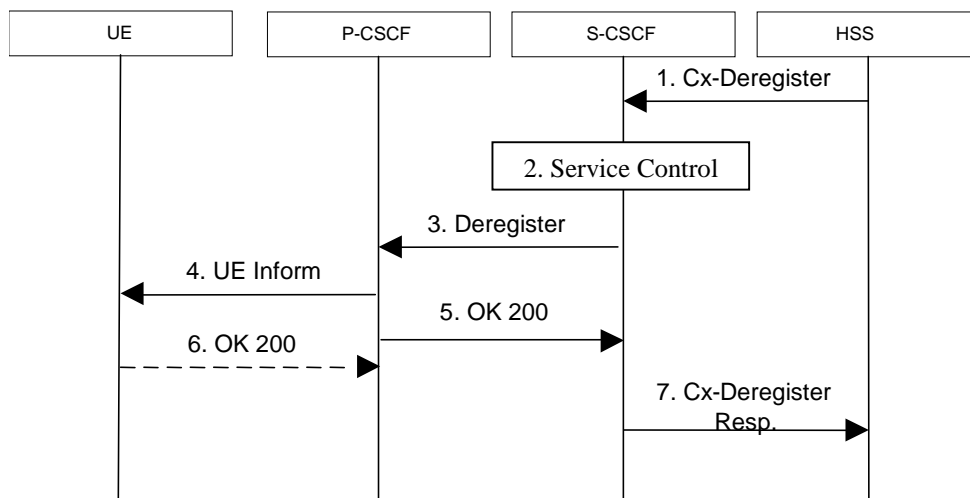 UE
P-CSCF
S-CSCF
HSS
1. Cx-Deregister
2. Service Control
3. Deregister
4. UE Inform
5. OK 200
6. OK 200
7. Cx-Deregister
Resp.